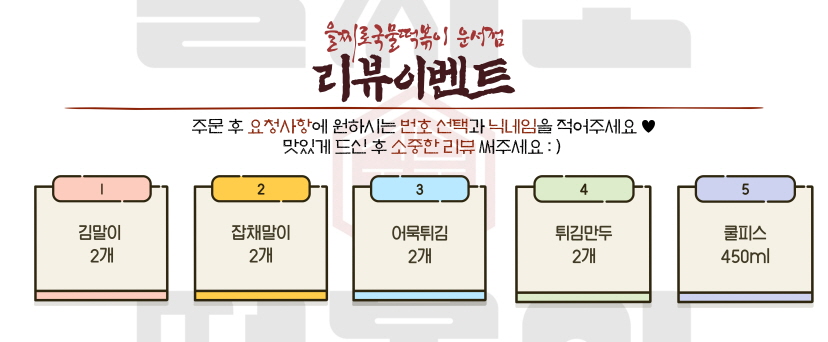 을찌로국물떡볶이 운서점
리뷰이벤트
주문 후 요청사항에 원하시는 번호 선택과 닉네임을 적어주세요 ♥
맛있게 드신 후 소중한 리뷰 써주세요 : )
1
김말이
2개
2
잡채말이
2개
3
어묵튀김
2개
4
튀김만두
2개
5
쿨피스
450ml